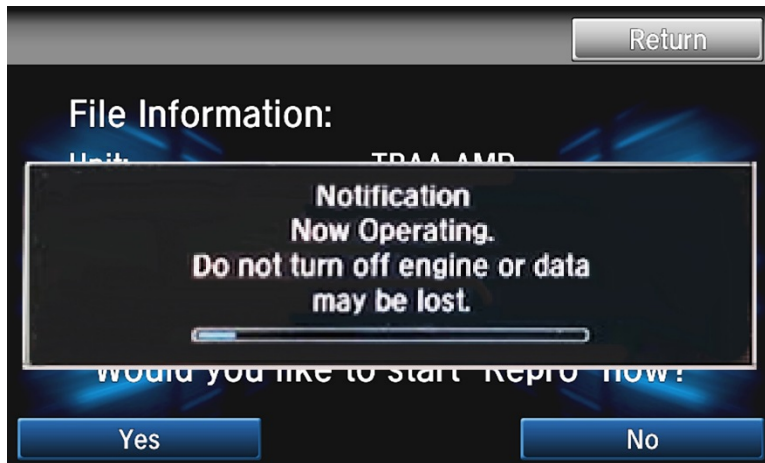 Return
File Information:
Notification
Now Operating.
Do not turn off engine or data
may be lost.
Would you like to start "Repro" now?
Yes
No